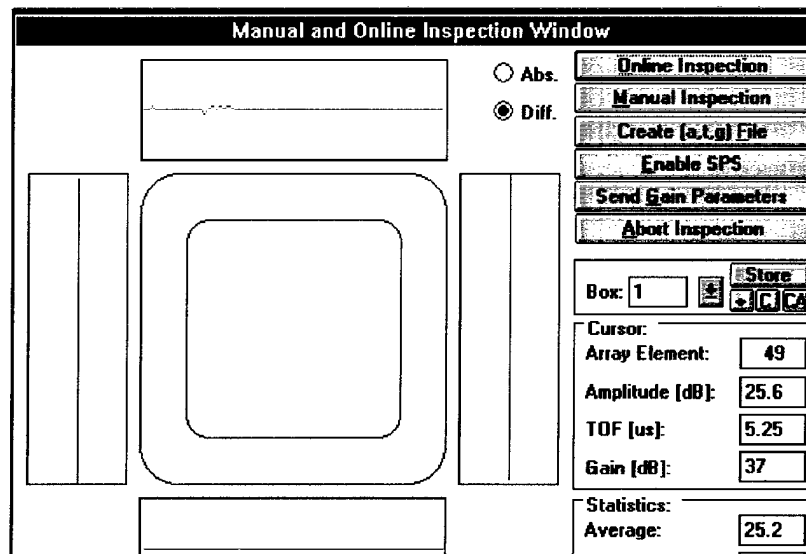 Manual and Online Inspection Window
Abs.
Diff.
Online Inspection
Manual Inspection
Create (a,t,g) File
Enable SPS
Send Gain Parameters
Abort Inspection
Box: 1
Store
+ C CA
Cursor:
Array Element: 49
Amplitude [dB]: 25.6
TOF [us]: 5.25
Gain [dB]: 37
Statistics:
Average: 25.2